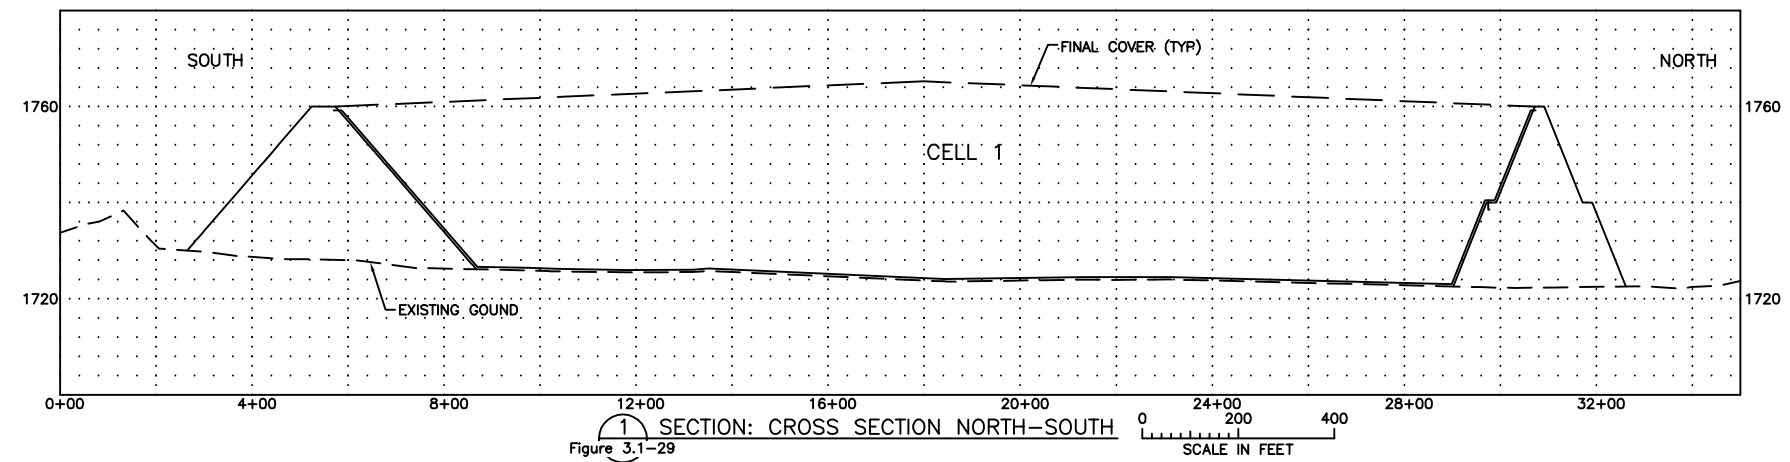 SOUTH
FINAL COVER (TYP)
NORTH
1760
1760
CELL 1
1720
1720
EXISTING GOUND
0+00 4+00 8+00 12+00 16+00 20+00 24+00 28+00 32+00
1 SECTION: CROSS SECTION NORTH-SOUTH
Figure 3.1-29
0 200 400
SCALE IN FEET